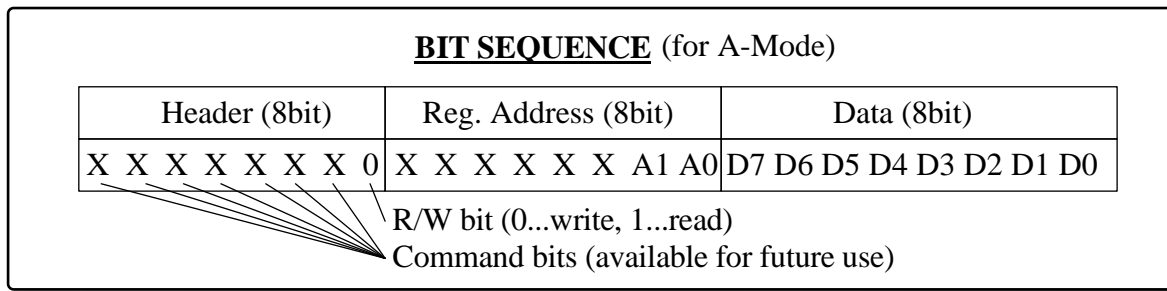 BIT SEQUENCE (for A-Mode)
Header (8bit) Reg. Address (8bit) Data (8bit)
X X X X X X X 0 X X X X X X A1 A0 D7 D6 D5 D4 D3 D2 D1 D0
R/W bit (0...write, 1...read)
Command bits (available for future use)